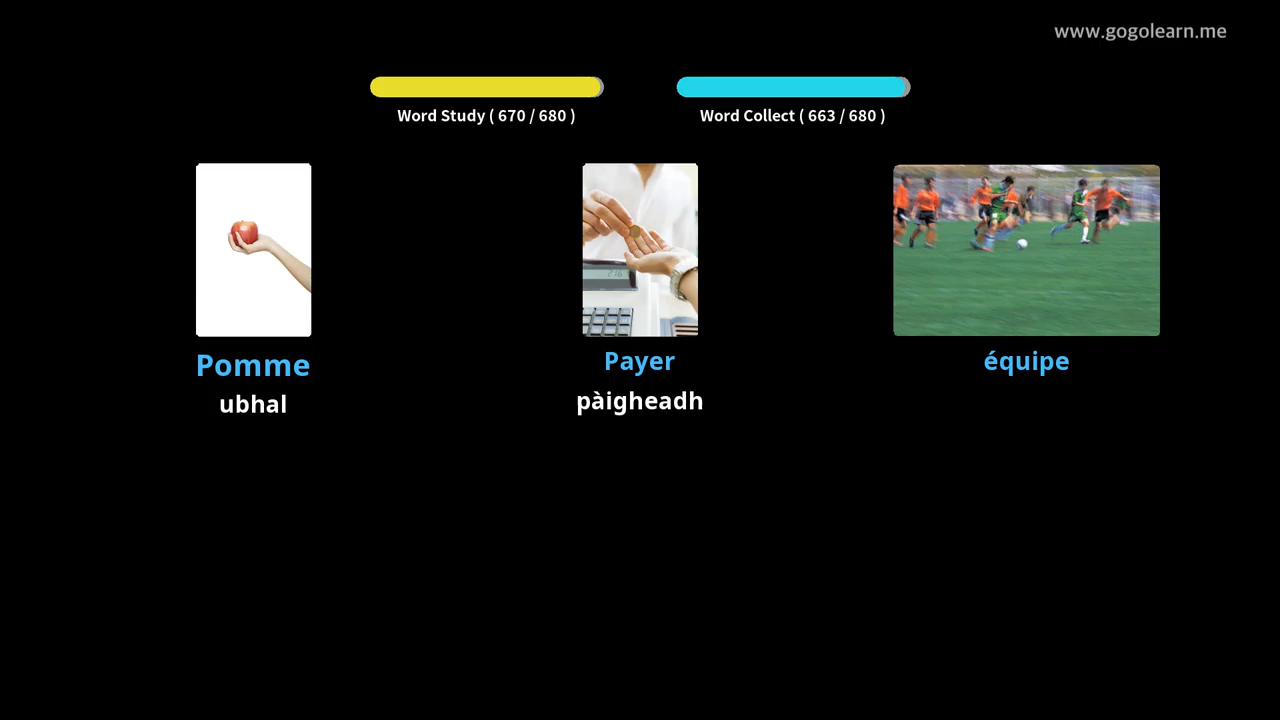 www.gogolearn.me
Word Study ( 670 / 680 )
Word Collect ( 663 / 680 )
Pomme
ubhal
Payer
pàigheadh
équipe